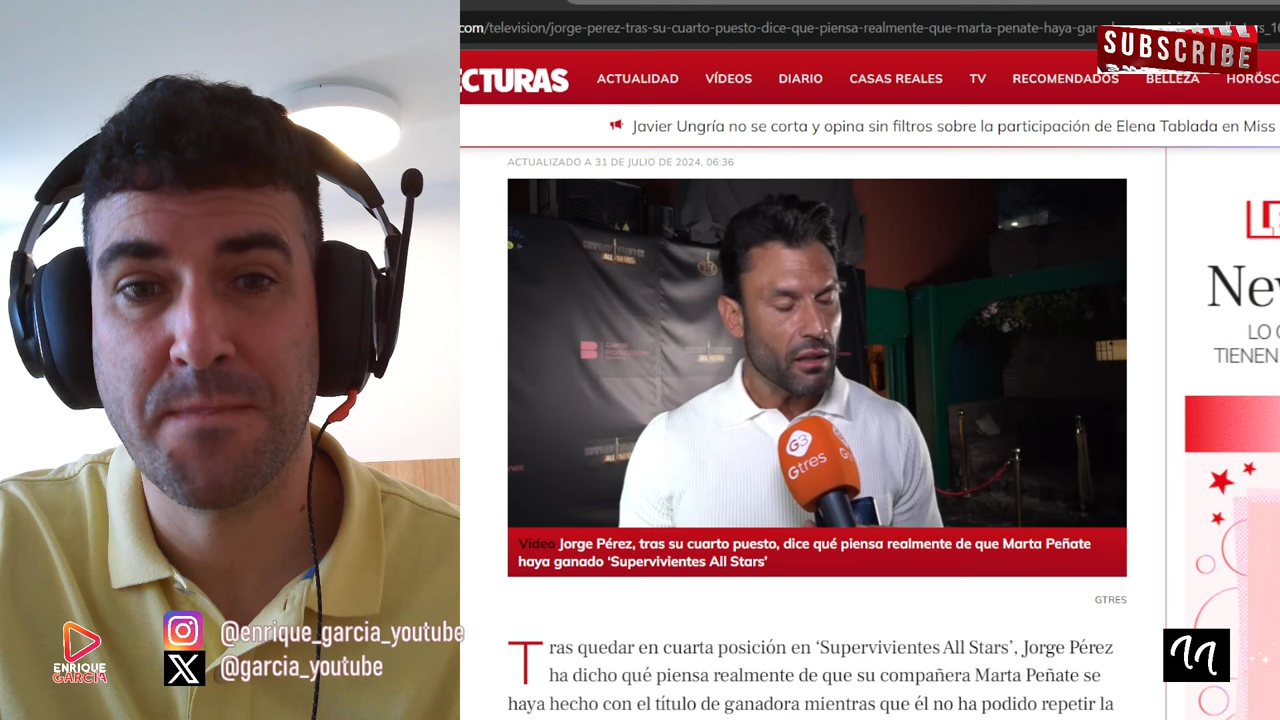 .com/television/jorge-perez-tras-su-cuarto-puesto-dice-que-piensa-realmente-que-marta-penate-haya-gan
SUBSCRIBE
ECTURAS
ACTUALIDAD VÍDEOS DIARIO CASAS REALES TV RECOMENDADOS BELLEZA HORÓSC
Javier Ungría no se corta y opina sin filtros sobre la participación de Elena Tablada en Miss
ACTUALIZADO A 31 DE JULIO DE 2024, 06:36
G3
Gtres
Vídeo Jorge Pérez, tras su cuarto puesto, dice qué piensa realmente de que Marta Peñate
haya ganado ‘Supervivientes All Stars’
GTRES
Tras quedar en cuarta posición en ‘Supervivientes All Stars’, Jorge Pérez
ha dicho qué piensa realmente de que su compañera Marta Peñate se
haya hecho con el título de ganadora mientras que él no ha podido repetir la
New
LO
TIENEN
ENRIQUE
GARCIA
@enrique_garcia_youtube
@garcia_youtube